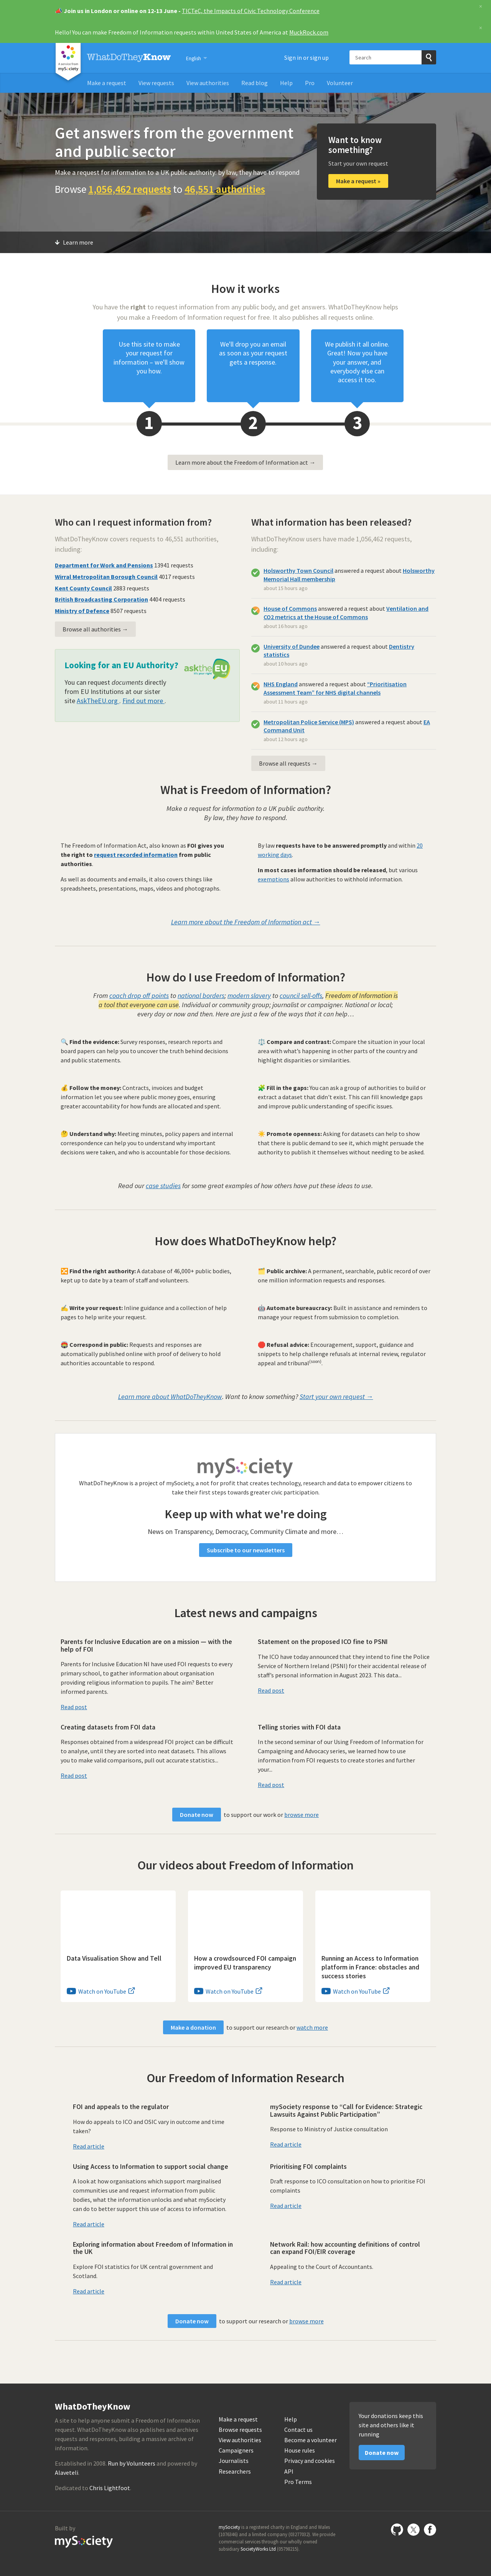 📣 Join us in London or online on 12-13 June - TICTeC, the Impacts of Civic Technology Conference
×
Hello! You can make Freedom of Information requests within United States of America at MuckRock.com
×
mySociety
WhatDoTheyKnow
English
Sign in or sign up
Search
Make a request
View requests
View authorities
Read blog
Help
Pro
Volunteer
Get answers from the government
and public sector
Make a request for information to a UK public authority: by law, they have to respond
Browse 1,056,462 requests to 46,551 authorities
Want to know
something?
Start your own request
Make a request »
↓ Learn more
How it works
You have the right to request information from any public body, and get answers. WhatDoTheyKnow helps
you make a Freedom of Information request for free. It also publishes all requests online.
Use this site to make
your request for
information – we'll show
you how.
We'll drop you an email
as soon as your request
gets a response.
We publish it all online.
Great! Now you have
your answer, and
everybody else can
access it too.
1
2
3
Learn more about the Freedom of Information act →
Who can I request information from?
WhatDoTheyKnow covers requests to 46,551 authorities,
including:
Department for Work and Pensions 13941 requests
Wirral Metropolitan Borough Council 4017 requests
Kent County Council 2883 requests
British Broadcasting Corporation 4404 requests
Ministry of Defence 8507 requests
Browse all authorities →
Looking for an EU Authority?
You can request documents directly
from EU Institutions at our sister
site AskTheEU.org . Find out more .
asktheEU
What information has been released?
WhatDoTheyKnow users have made 1,056,462 requests,
including:
Holsworthy Town Council answered a request about Holsworthy
Memorial Hall membership
about 15 hours ago
House of Commons answered a request about Ventilation and
CO2 metrics at the House of Commons
about 16 hours ago
University of Dundee answered a request about Dentistry
statistics
about 10 hours ago
NHS England answered a request about "Prioritisation
Assessment Team" for NHS digital channels
about 11 hours ago
Metropolitan Police Service (MPS) answered a request about EA
Command Unit
about 12 hours ago
Browse all requests →
What is Freedom of Information?
Make a request for information to a UK public authority.
By law, they have to respond.
The Freedom of Information Act, also known as FOI gives you
the right to request recorded information from public
authorities.
As well as documents and emails, it also covers things like
spreadsheets, presentations, maps, videos and photographs.
By law requests have to be answered promptly and within 20
working days.
In most cases information should be released, but various
exemptions allow authorities to withhold information.
Learn more about the Freedom of Information act →
How do I use Freedom of Information?
From coach drop off points to national borders; modern slavery to council sell-offs, Freedom of Information is
a tool that everyone can use. Individual or community group; journalist or campaigner. National or local;
every day or now and then. Here are just a few of the ways that it can help…
🔍 Find the evidence: Survey responses, research reports and
board papers can help you to uncover the truth behind decisions
and public statements.
⚖️ Compare and contrast: Compare the situation in your local
area with what's happening in other parts of the country and
highlight disparities or similarities.
💰 Follow the money: Contracts, invoices and budget
information let you see where public money goes, ensuring
greater accountability for how funds are allocated and spent.
🧩 Fill in the gaps: You can ask a group of authorities to build or
extract a dataset that didn't exist. This can fill knowledge gaps
and improve public understanding of specific issues.
🤔 Understand why: Meeting minutes, policy papers and internal
correspondence can help you to understand why important
decisions were taken, and who is accountable for those decisions.
☀️ Promote openness: Asking for datasets can help to show
that there is public demand to see it, which might persuade the
authority to publish it themselves without needing to be asked.
Read our case studies for some great examples of how others have put these ideas to use.
How does WhatDoTheyKnow help?
🔀 Find the right authority: A database of 46,000+ public bodies,
kept up to date by a team of staff and volunteers.
🗂️ Public archive: A permanent, searchable, public record of over
one million information requests and responses.
✍️ Write your request: Inline guidance and a collection of help
pages to help write your request.
🤖 Automate bureaucracy: Built in assistance and reminders to
manage your request from submission to completion.
Correspond in public: Requests and responses are
automatically published online with proof of delivery to hold
authorities accountable to respond.
🛑 Refusal advice: Encouragement, support, guidance and
snippets to help challenge refusals at internal review, regulator
appeal and tribunal
Learn more about WhatDoTheyKnow. Want to know something? Start your own request →
mySociety
WhatDoTheyKnow is a project of mySociety, a not for profit that creates technology, research and data to empower citizens to
take their first steps towards greater civic participation.
Keep up with what we're doing
News on Transparency, Democracy, Community Climate and more…
Subscribe to our newsletters
Latest news and campaigns
Parents for Inclusive Education are on a mission — with the
help of FOI
Parents for Inclusive Education NI have used FOI requests to every
primary school, to gather information about organisation
providing religious information to pupils. The aim? Better
informed parents.
Read post
Statement on the proposed ICO fine to PSNI
The ICO have today announced that they intend to fine the Police
Service of Northern Ireland (PSNI) for their accidental release of
staff's personal information in August 2023. This data...
Read post
Creating datasets from FOI data
Responses obtained from a widespread FOI project can be difficult
to analyse, until they are sorted into neat datasets. This allows
you to make valid comparisons, pull out accurate statistics...
Read post
Telling stories with FOI data
In the second seminar of our Using Freedom of Information for
Campaigning and Advocacy series, we learned how to use
information from FOI requests to create stories and further
your...
Read post
Donate now to support our work or browse more
Our videos about Freedom of Information
Data Visualisation Show and Tell
Watch on YouTube
How a crowdsourced FOI campaign
improved EU transparency
Watch on YouTube
Running an Access to Information
platform in France: obstacles and
success stories
Watch on YouTube
Make a donation to support our research or watch more
Our Freedom of Information Research
FOI and appeals to the regulator
How do appeals to ICO and OSIC vary in outcome and time
taken?
Read article
mySociety response to "Call for Evidence: Strategic
Lawsuits Against Public Participation"
Response to Ministry of Justice consultation
Read article
Using Access to Information to support social change
A look at how organisations which support marginalised
communities use and request information from public
bodies, what the information unlocks and what mySociety
can do to better support this use of access to information.
Read article
Prioritising FOI complaints
Draft response to ICO consultation on how to prioritise FOI
complaints
Read article
Exploring information about Freedom of Information in
the UK
Explore FOI statistics for UK central government and
Scotland.
Read article
Network Rail: how accounting definitions of control
can expand FOI/EIR coverage
Appealing to the Court of Accountants.
Read article
Donate now to support our research or browse more
WhatDoTheyKnow
A site to help anyone submit a Freedom of Information
request. WhatDoTheyKnow also publishes and archives
requests and responses, building a massive archive of
information.
Established in 2008. Run by Volunteers and powered by
Alaveteli.
Dedicated to Chris Lightfoot.
Make a request
Browse requests
View authorities
Campaigners
Journalists
Researchers
Help
Contact us
Become a volunteer
House rules
Privacy and cookies
API
Pro Terms
Your donations keep this
site and others like it
running
Donate now
Built by
mySociety
mySociety is a registered charity in England and Wales
(1076346) and a limited company (03277032). We provide
commercial services through our wholly owned
subsidiary SocietyWorks Ltd (05798215).